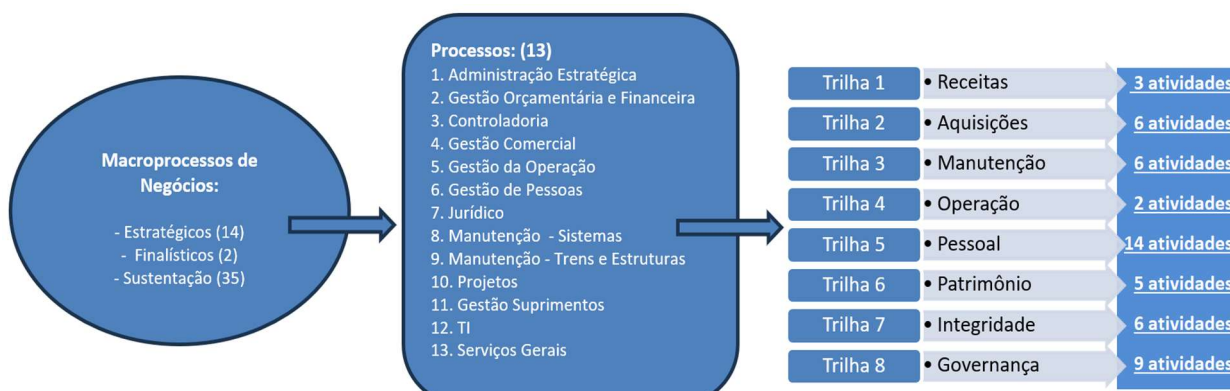 Macroprocessos de
Negócios:
- Estratégicos (14)
- Finalísticos (2)
- Sustentação (35)
Processos: (13)
1. Administração Estratégica
2. Gestão Orçamentária e Financeira
3. Controladoria
4. Gestão Comercial
5. Gestão da Operação
6. Gestão de Pessoas
7. Jurídico
8. Manutenção - Sistemas
9. Manutenção - Trens e Estruturas
10. Projetos
11. Gestão Suprimentos
12. TI
13. Serviços Gerais
Trilha 1 • Receitas 3 atividades
Trilha 2 • Aquisições 6 atividades
Trilha 3 • Manutenção 6 atividades
Trilha 4 • Operação 2 atividades
Trilha 5 • Pessoal 14 atividades
Trilha 6 • Patrimônio 5 atividades
Trilha 7 • Integridade 6 atividades
Trilha 8 • Governança 9 atividades